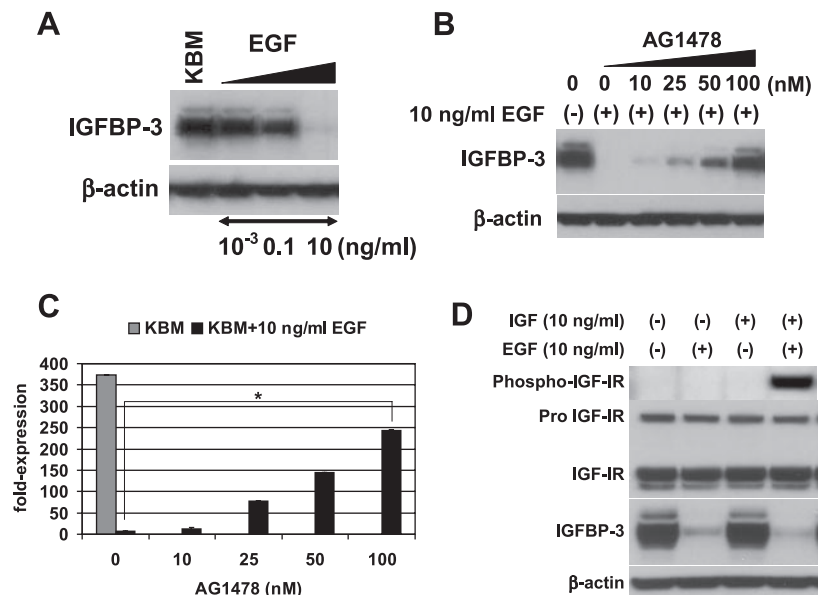 A
KBM
EGF
IGFBP-3
β-actin
10⁻³ 0.1 10 (ng/ml)
B
AG1478
0 0 10 25 50 100 (nM)
10 ng/ml EGF (-) (+) (+) (+) (+) (+)
IGFBP-3
β-actin
C
KBM KBM+10 ng/ml EGF
fold-expression
400
350
300
250
200
150
100
50
0
*
0 10 25 50 100
AG1478 (nM)
D
IGF (10 ng/ml) (-) (-) (+) (+)
EGF (10 ng/ml) (-) (+) (-) (+)
Phospho-IGF-IR
Pro IGF-IR
IGF-IR
IGFBP-3
β-actin